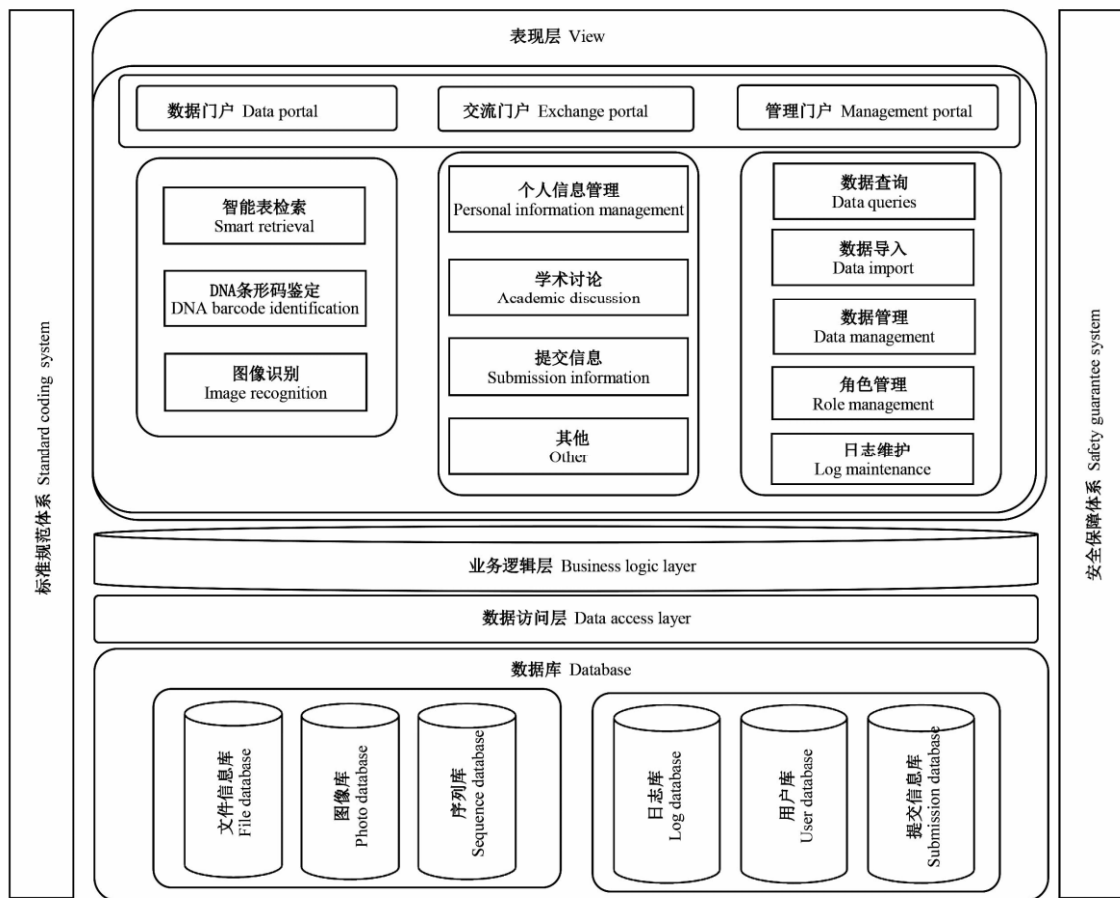 表现层 View
数据门户 Data portal
交流门户 Exchange portal
管理门户 Management portal
智能表检索
Smart retrieval
DNA条形码鉴定
DNA barcode identification
图像识别
Image recognition
个人信息管理
Personal information management
学术讨论
Academic discussion
提交信息
Submission information
其他
Other
数据查询
Data queries
数据导入
Data import
数据管理
Data management
角色管理
Role management
日志维护
Log maintenance
标准规范体系 Standard coding system
安全保障体系 Safety guarantee system
业务逻辑层 Business logic layer
数据访问层 Data access layer
数据库 Database
文件信息库
File database
图像库
Photo database
序列库
Sequence database
日志库
Log database
用户库
User database
提交信息库
Submission database